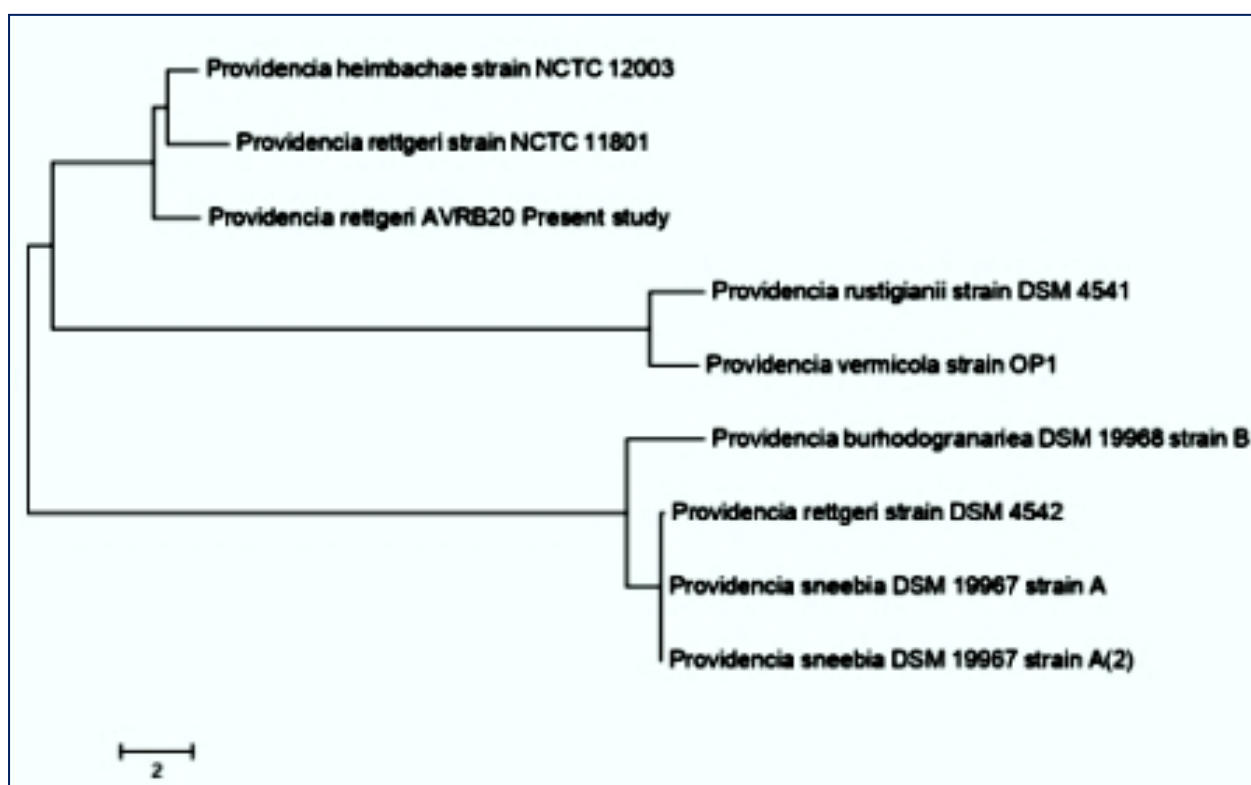 Providencia heimbachae strain NCTC 12003
Providencia rettgeri strain NCTC 11801
Providencia rettgeri AVRB20 Present study
Providencia rustigianii strain DSM 4541
Providencia vermicola strain OP1
Providencia burhodogranariea DSM 19968 strain B
Providencia rettgeri strain DSM 4542
Providencia sneebia DSM 19967 strain A
Providencia sneebia DSM 19967 strain A(2)
2